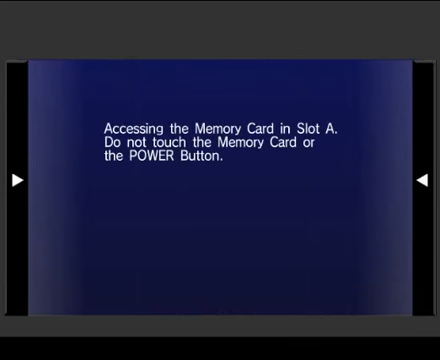 Accessing the Memory Card in Slot A.
Do not touch the Memory Card or
the POWER Button.